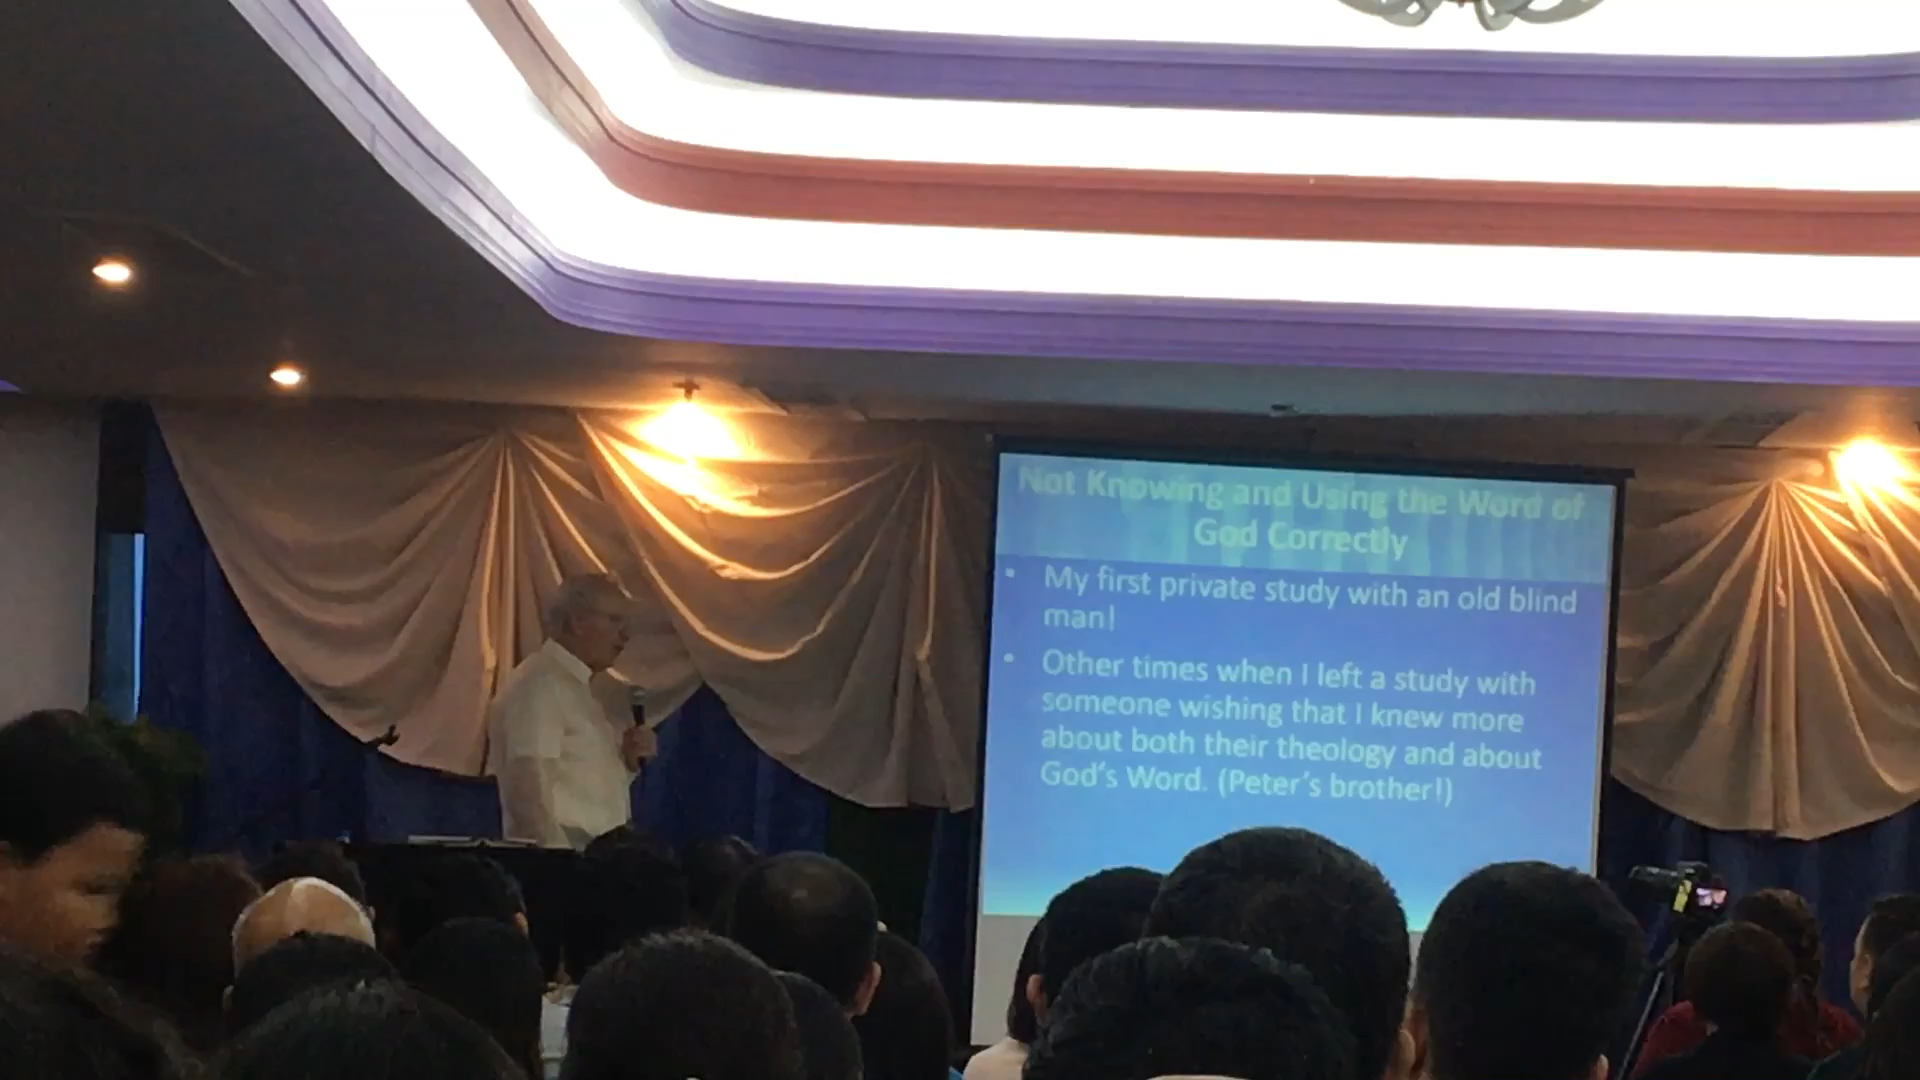 Not Knowing and Using the Word of
God Correctly
• My first private study with an old blind
man!
• Other times when I left a study with
someone wishing that I knew more
about both their theology and about
God's Word. (Peter's brother!)